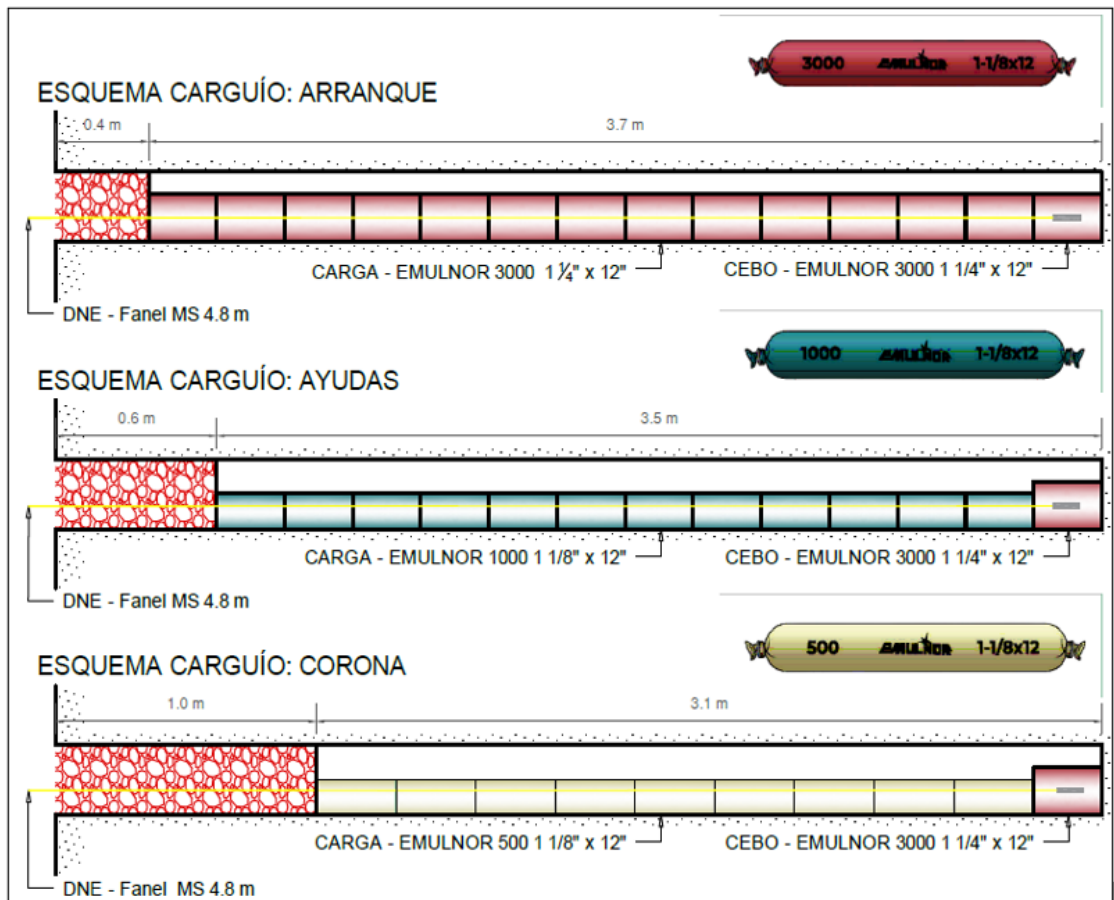 3000 EMULNOR 1-1/8x12
ESQUEMA CARGUÍO: ARRANQUE
0.4 m 3.7 m
CARGA - EMULNOR 3000 1 ¼" x 12" CEBO - EMULNOR 3000 1 1/4" x 12"
DNE - Fanel MS 4.8 m
1000 EMULNOR 1-1/8x12
ESQUEMA CARGUÍO: AYUDAS
0.6 m 3.5 m
CARGA - EMULNOR 1000 1 1/8" x 12" CEBO - EMULNOR 3000 1 1/4" x 12"
DNE - Fanel MS 4.8 m
500 EMULNOR 1-1/8x12
ESQUEMA CARGUÍO: CORONA
1.0 m 3.1 m
CARGA - EMULNOR 500 1 1/8" x 12" CEBO - EMULNOR 3000 1 1/4" x 12"
DNE - Fanel MS 4.8 m